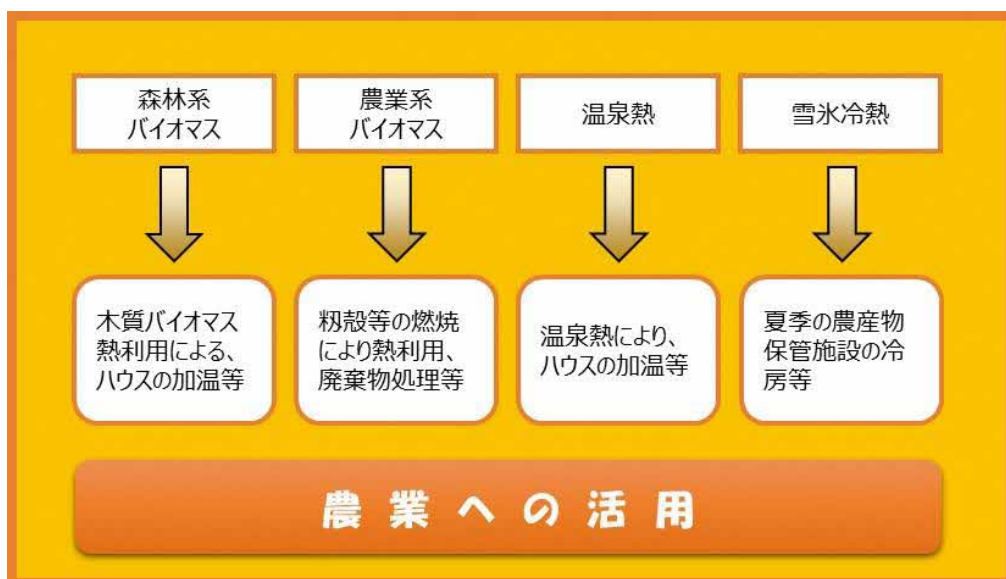 森林系
バイオマス
農業系
バイオマス
温泉熱
雪氷冷熱
木質バイオマス
熱利用による、
ハウスの加温等
籾殻等の燃焼
により熱利用、
廃棄物処理等
温泉熱により、
ハウスの加温等
夏季の農産物
保管施設の冷
房等
農業への活用